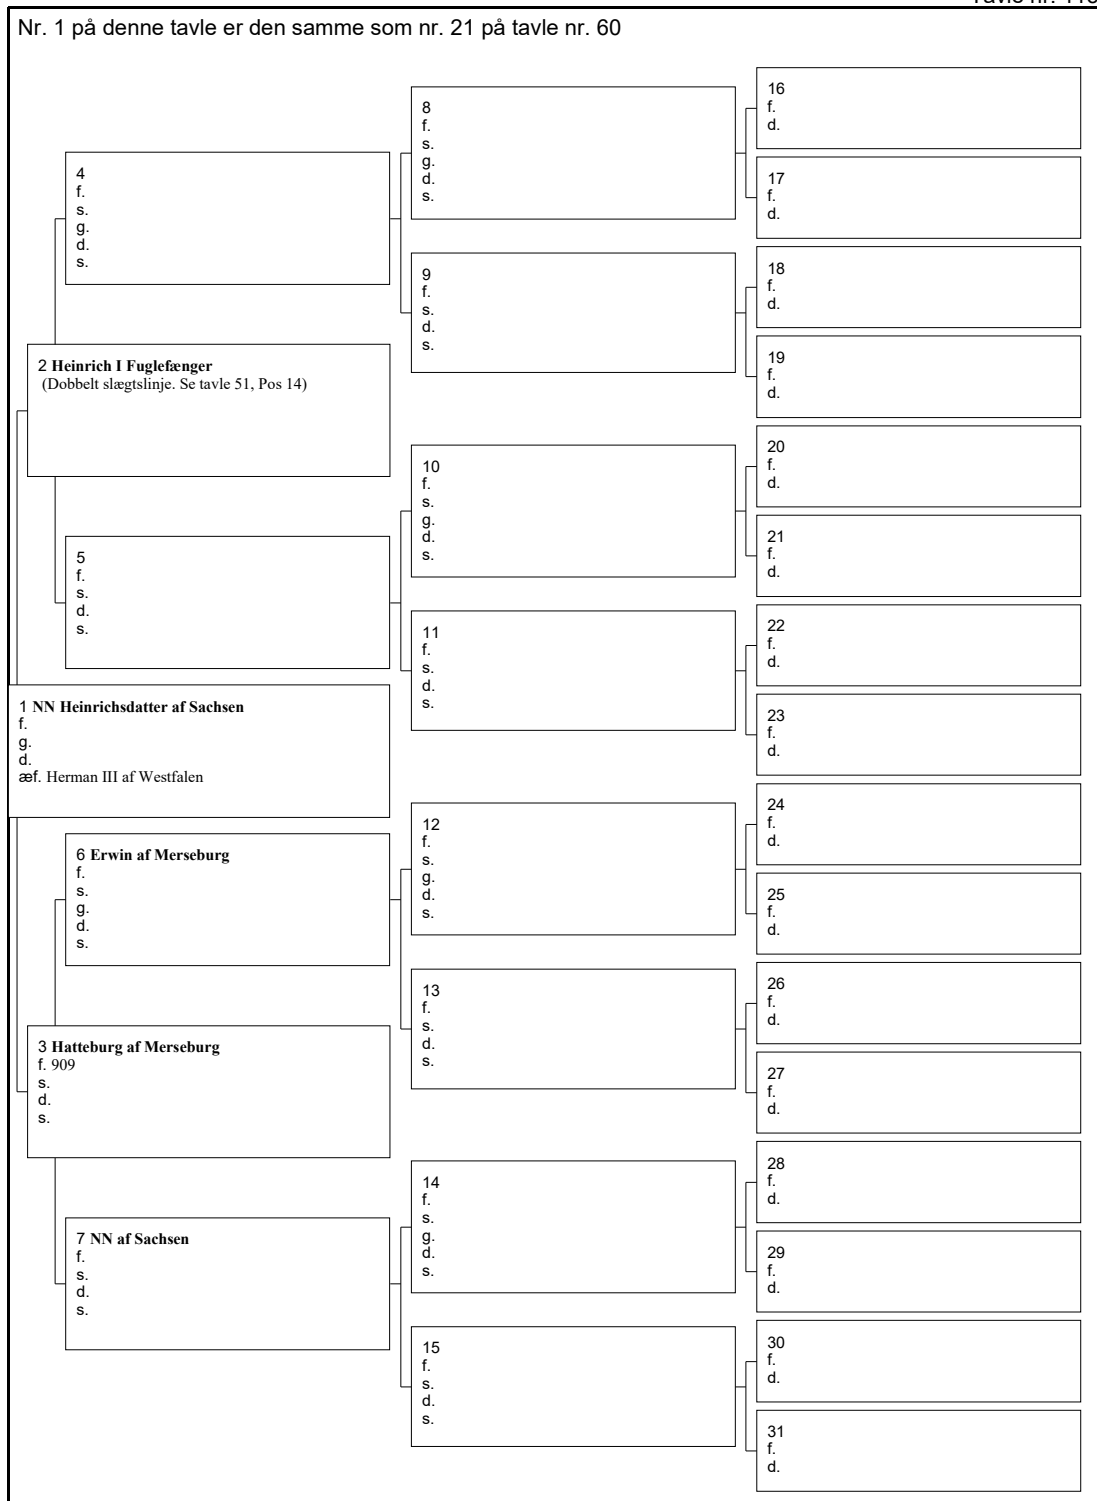 Nr. 1 på denne tavle er den samme som nr. 21 på tavle nr. 60
16
f.
d.
8
f.
s.
g.
d.
s.
17
f.
d.
4
f.
s.
g.
d.
s.
18
f.
d.
9
f.
s.
d.
s.
19
f.
d.
2 Heinrich I Fuglefænger
(Dobbelt slægtslinje. Se tavle 51, Pos 14)
20
f.
d.
10
f.
s.
g.
d.
s.
21
f.
d.
5
f.
s.
d.
s.
22
f.
d.
11
f.
s.
d.
s.
23
f.
d.
1 NN Heinrichsdatter af Sachsen
f.
g.
d.
æf. Herman III af Westfalen
24
f.
d.
12
f.
s.
g.
d.
s.
25
f.
d.
6 Erwin af Merseburg
f.
s.
g.
d.
s.
26
f.
d.
13
f.
s.
d.
s.
27
f.
d.
3 Hatteburg af Merseburg
f. 909
s.
d.
s.
28
f.
d.
14
f.
s.
g.
d.
s.
29
f.
d.
7 NN af Sachsen
f.
s.
d.
s.
30
f.
d.
15
f.
s.
d.
s.
31
f.
d.